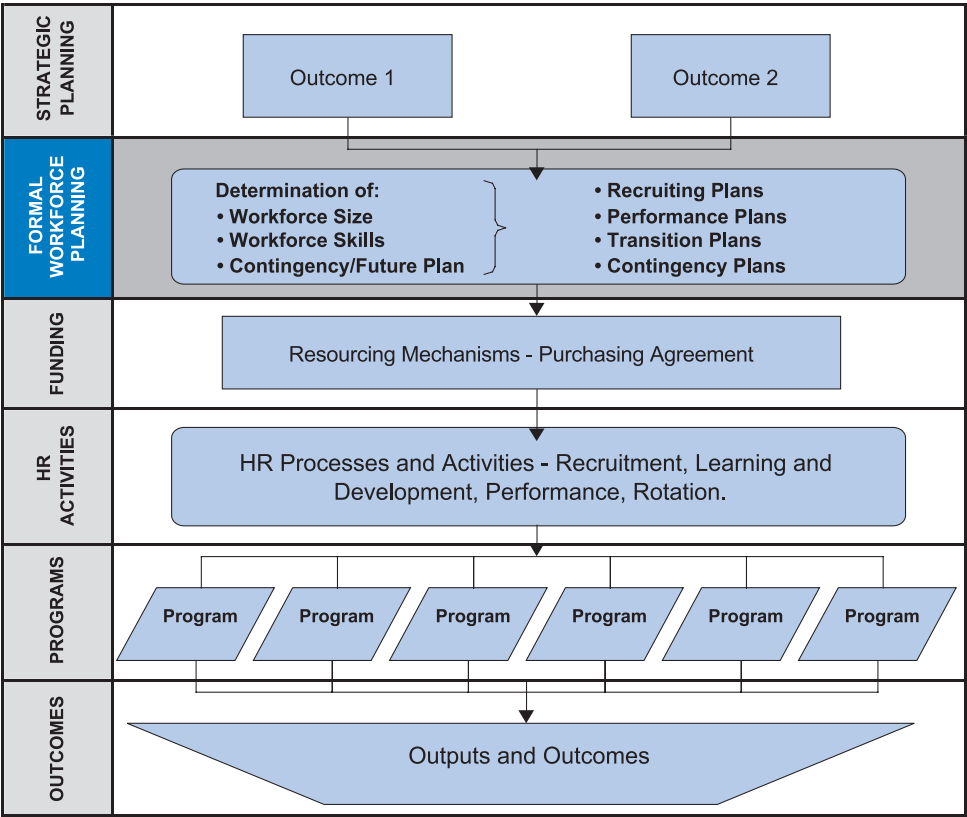 STRATEGIC
PLANNING
Outcome 1
Outcome 2
FORMAL
WORKFORCE
PLANNING
Determination of:
• Workforce Size
• Workforce Skills
• Contingency/Future Plan
• Recruiting Plans
• Performance Plans
• Transition Plans
• Contingency Plans
FUNDING
Resourcing Mechanisms - Purchasing Agreement
HR
ACTIVITIES
HR Processes and Activities - Recruitment, Learning and
Development, Performance, Rotation.
PROGRAMS
Program
Program
Program
Program
Program
Program
OUTCOMES
Outputs and Outcomes